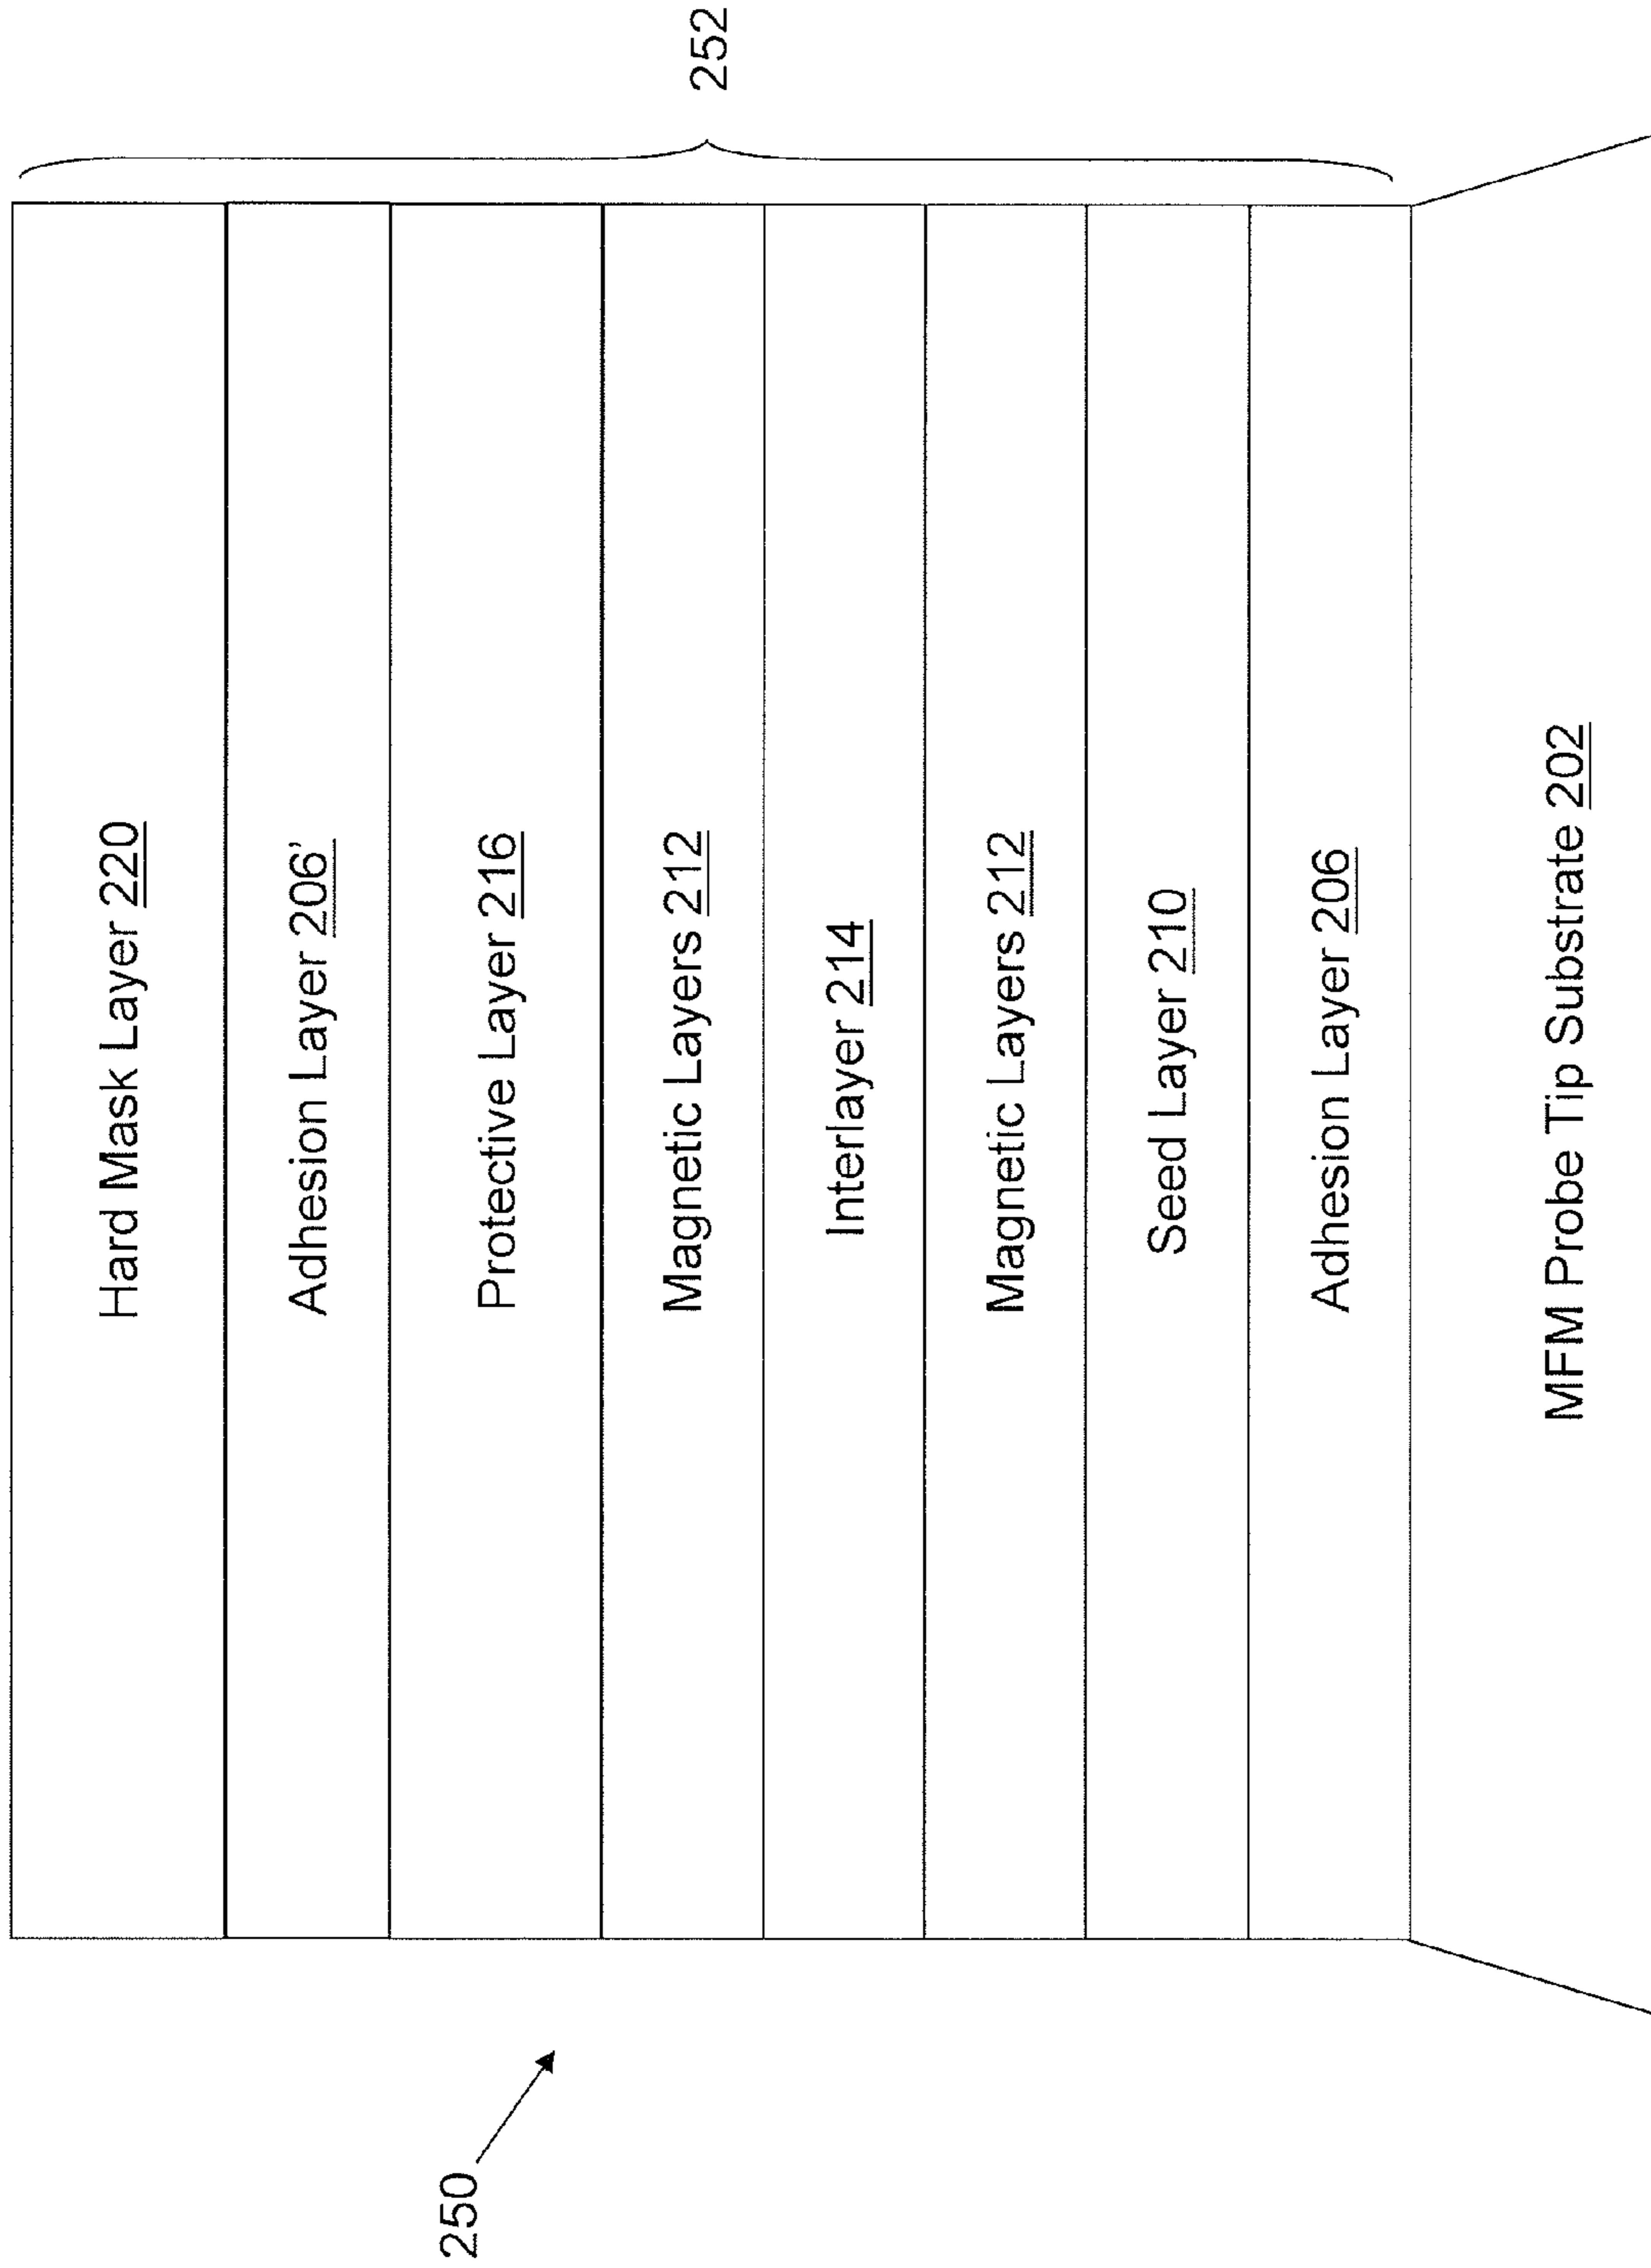 252
Hard Mask Layer 220
Adhesion Layer 206'
Protective Layer 216
Magnetic Layers 212
Interlayer 214
Magnetic Layers 212
Seed Layer 210
Adhesion Layer 206
MFM Probe Tip Substrate 202
250